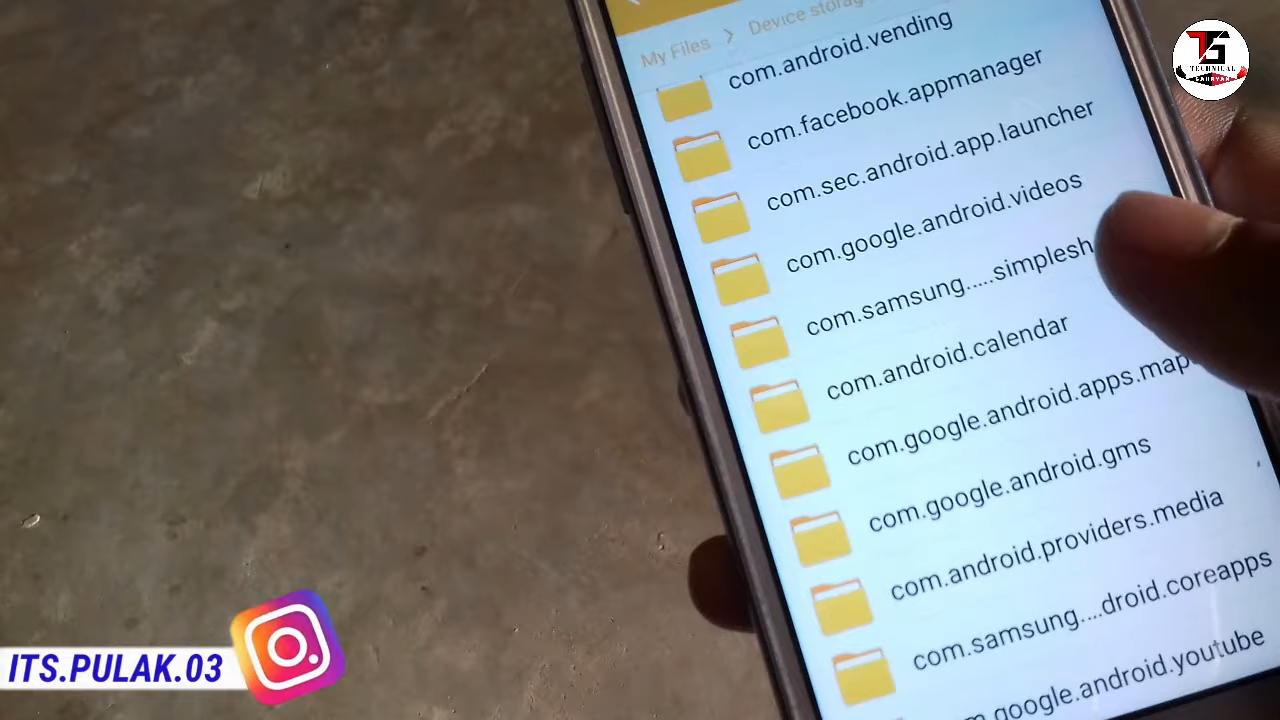 My Files > Device storag
com.android.vending
com.facebook.appmanager
com.sec.android.app.launcher
com.google.android.videos
com.samsung.....simplesh
com.android.calendar
com.google.android.apps.map
com.google.android.gms
com.android.providers.media
com.samsung....droid.coreapps
m.google.android.youtube
TECHNICAL
ITS.PULAK.03